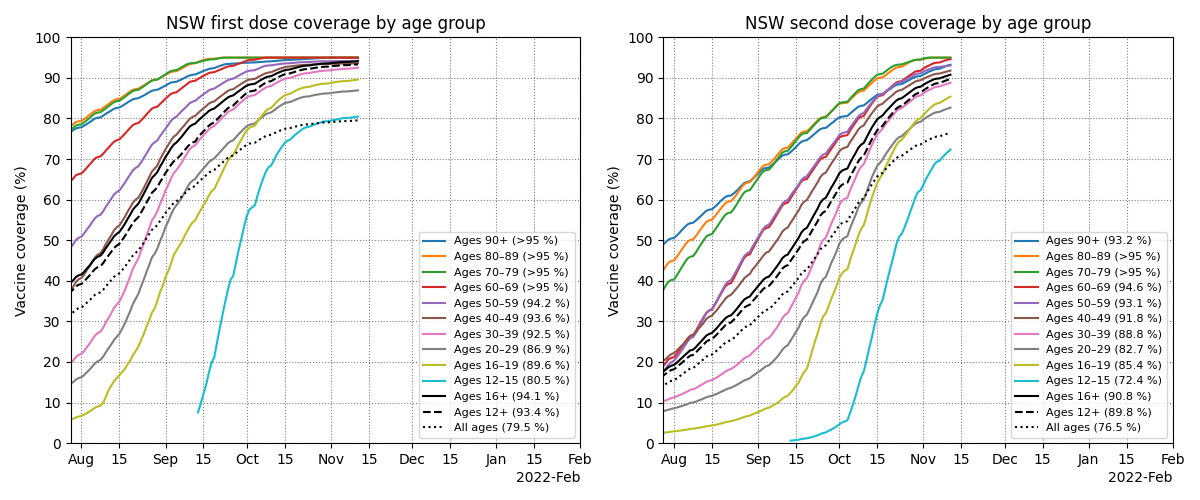 NSW first dose coverage by age group
Vaccine coverage (%)
100
90
80
70
60
50
40
30
20
10
0
Ages 90+ (>95 %)
Ages 80–89 (>95 %)
Ages 70–79 (>95 %)
Ages 60–69 (>95 %)
Ages 50–59 (94.2 %)
Ages 40–49 (93.6 %)
Ages 30–39 (92.5 %)
Ages 20–29 (86.9 %)
Ages 16–19 (89.6 %)
Ages 12–15 (80.5 %)
Ages 16+ (94.1 %)
Ages 12+ (93.4 %)
All ages (79.5 %)
Aug 15 Sep 15 Oct 15 Nov 15 Dec 15 Jan 15 Feb
2022-Feb
NSW second dose coverage by age group
Vaccine coverage (%)
100
90
80
70
60
50
40
30
20
10
0
Ages 90+ (93.2 %)
Ages 80–89 (>95 %)
Ages 70–79 (>95 %)
Ages 60–69 (94.6 %)
Ages 50–59 (93.1 %)
Ages 40–49 (91.8 %)
Ages 30–39 (88.8 %)
Ages 20–29 (82.7 %)
Ages 16–19 (85.4 %)
Ages 12–15 (72.4 %)
Ages 16+ (90.8 %)
Ages 12+ (89.8 %)
All ages (76.5 %)
Aug 15 Sep 15 Oct 15 Nov 15 Dec 15 Jan 15 Feb
2022-Feb